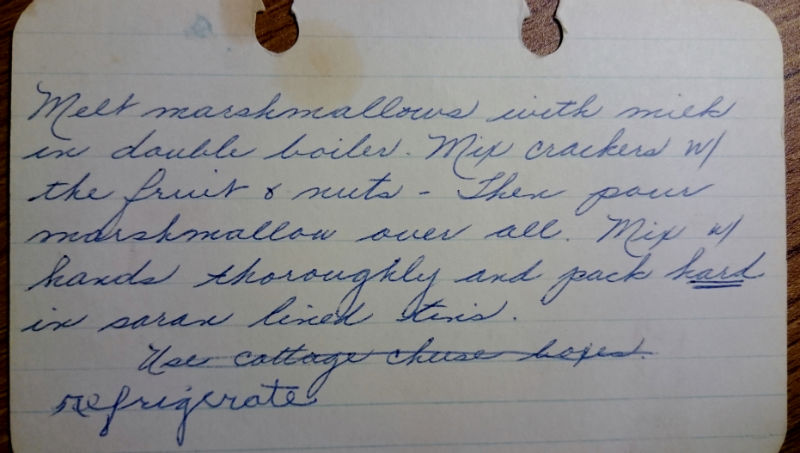 Melt marshmallows with milk
in double boiler. Mix crackers w/
the fruit & nuts - Then pour
marshmallow over all. Mix w/
hands thoroughly and pack hard
in saran lined tins.
Use cottage cheese boxes.
refrigerate